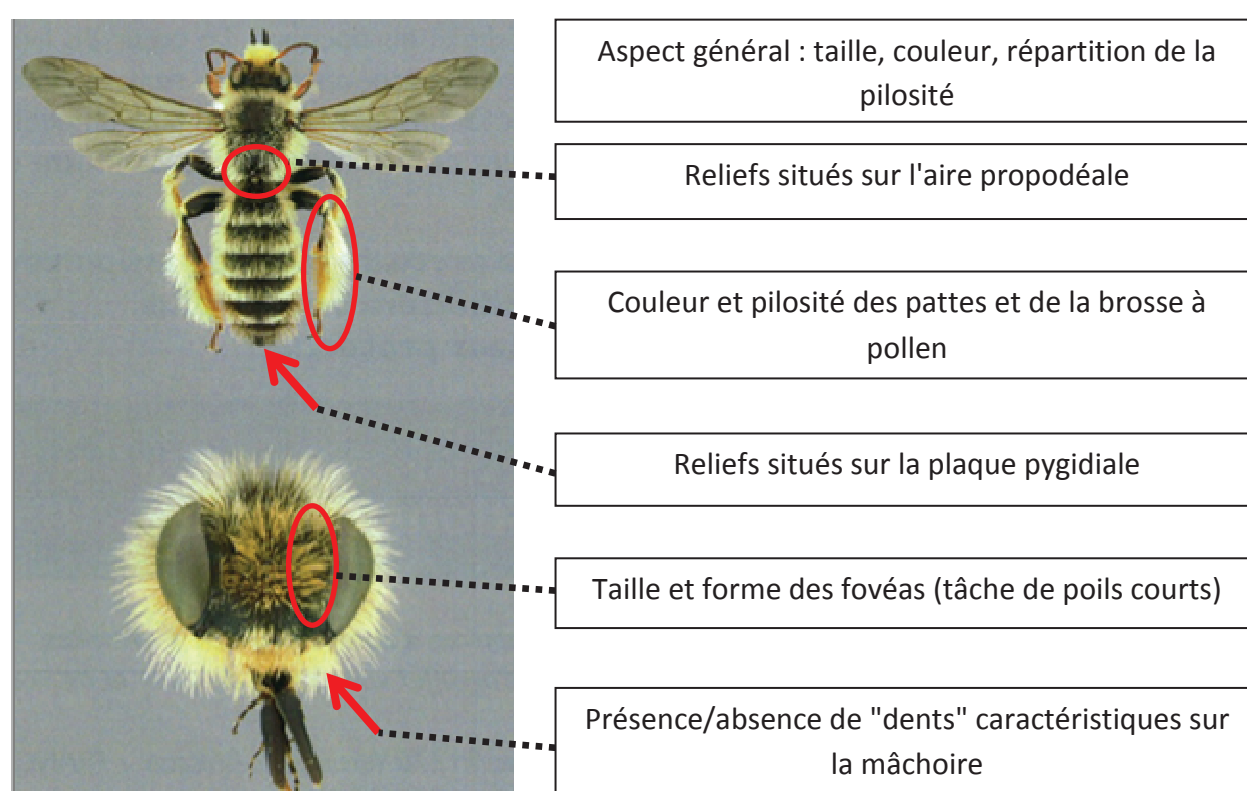 Aspect général : taille, couleur, répartition de la
pilosité
Reliefs situés sur l'aire propodéale
Couleur et pilosité des pattes et de la brosse à
pollen
Reliefs situés sur la plaque pygidiale
Taille et forme des fovéas (tâche de poils courts)
Présence/absence de "dents" caractéristiques sur
la mâchoire